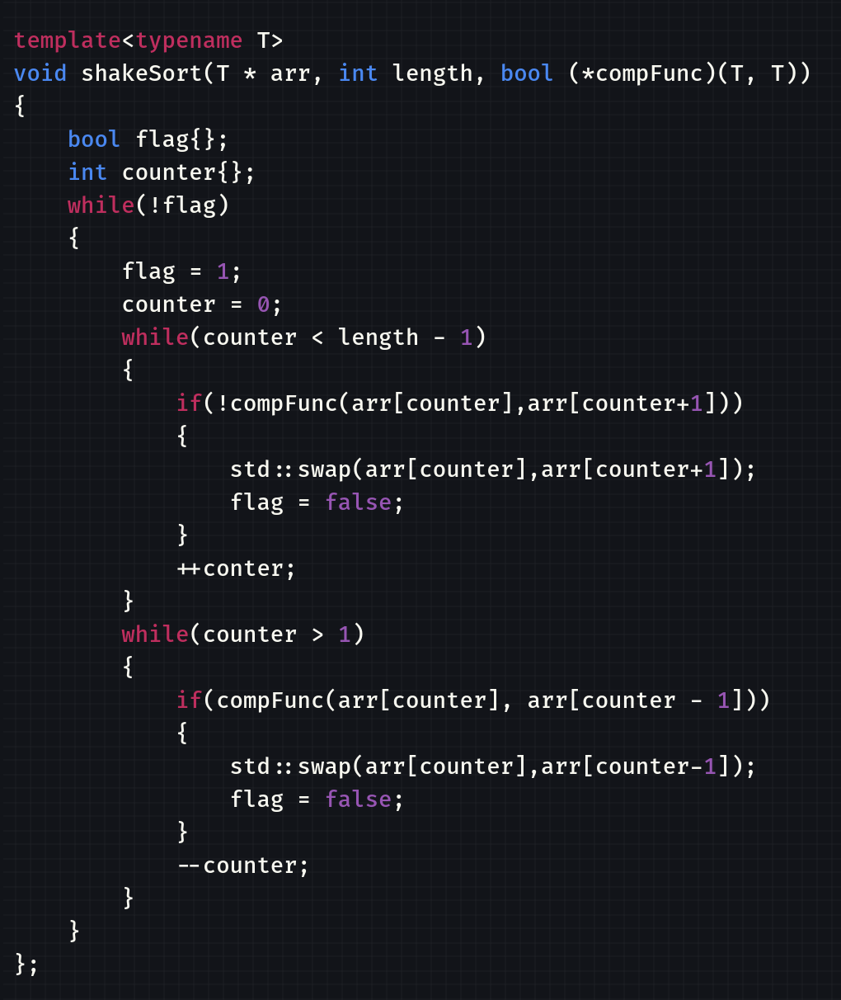 template<typename T>
void shakeSort(T * arr, int length, bool (*compFunc)(T, T))
{
    bool flag{};
    int counter{};
    while(!flag)
    {
        flag = 1;
        counter = 0;
        while(counter < length - 1)
        {
            if(!compFunc(arr[counter],arr[counter+1]))
            {
                std::swap(arr[counter],arr[counter+1]);
                flag = false;
            }
            ++conter;
        }
        while(counter > 1)
        {
            if(compFunc(arr[counter], arr[counter - 1]))
            {
                std::swap(arr[counter],arr[counter-1]);
                flag = false;
            }
            --counter;
        }
    }
};